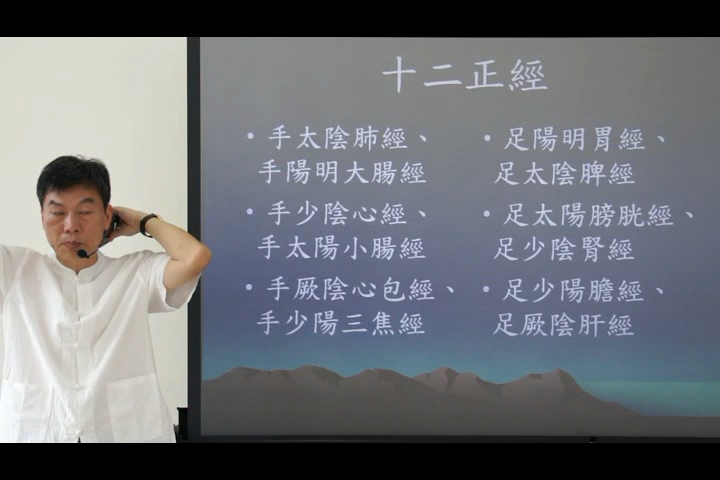 十二正經
•手太陰肺經、
手陽明大腸經
•手少陰心經、
手太陽小腸經
•手厥陰心包經、
手少陽三焦經
•足陽明胃經、
足太陰脾經
•足太陽膀胱經、
足少陰腎經
•足少陽膽經、
足厥陰肝經